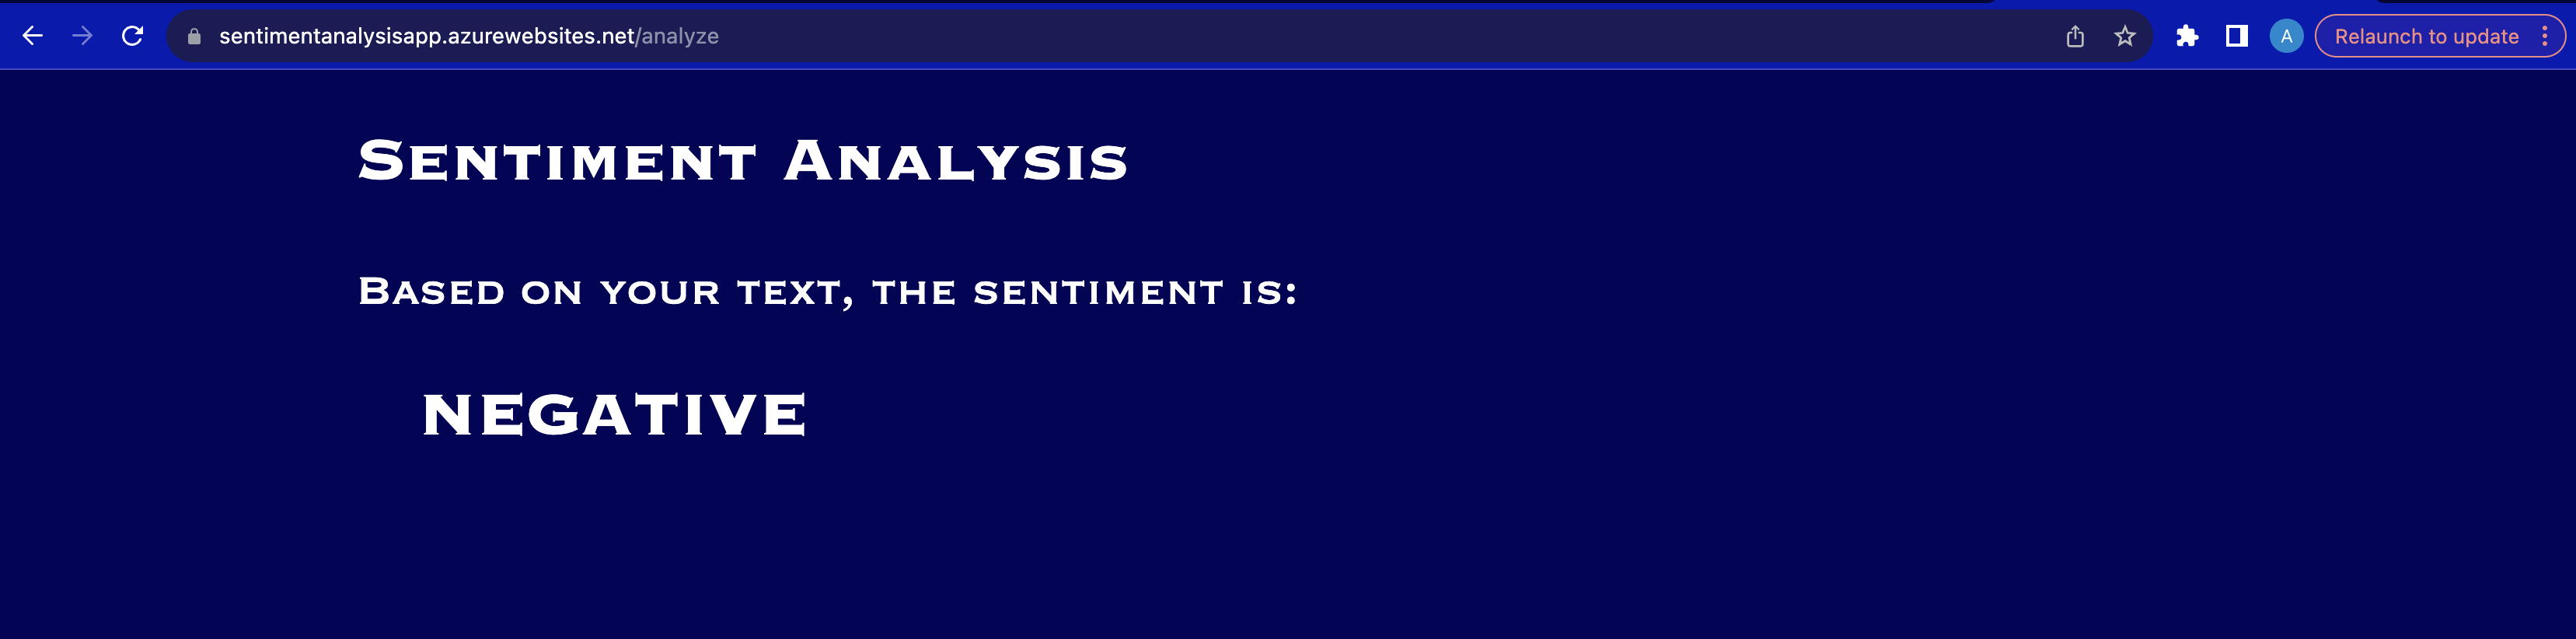 sentimentanalysisapp.azurewebsites.net/analyze
A
Relaunch to update
Sentiment Analysis
Based on your text, the sentiment is:
NEGATIVE